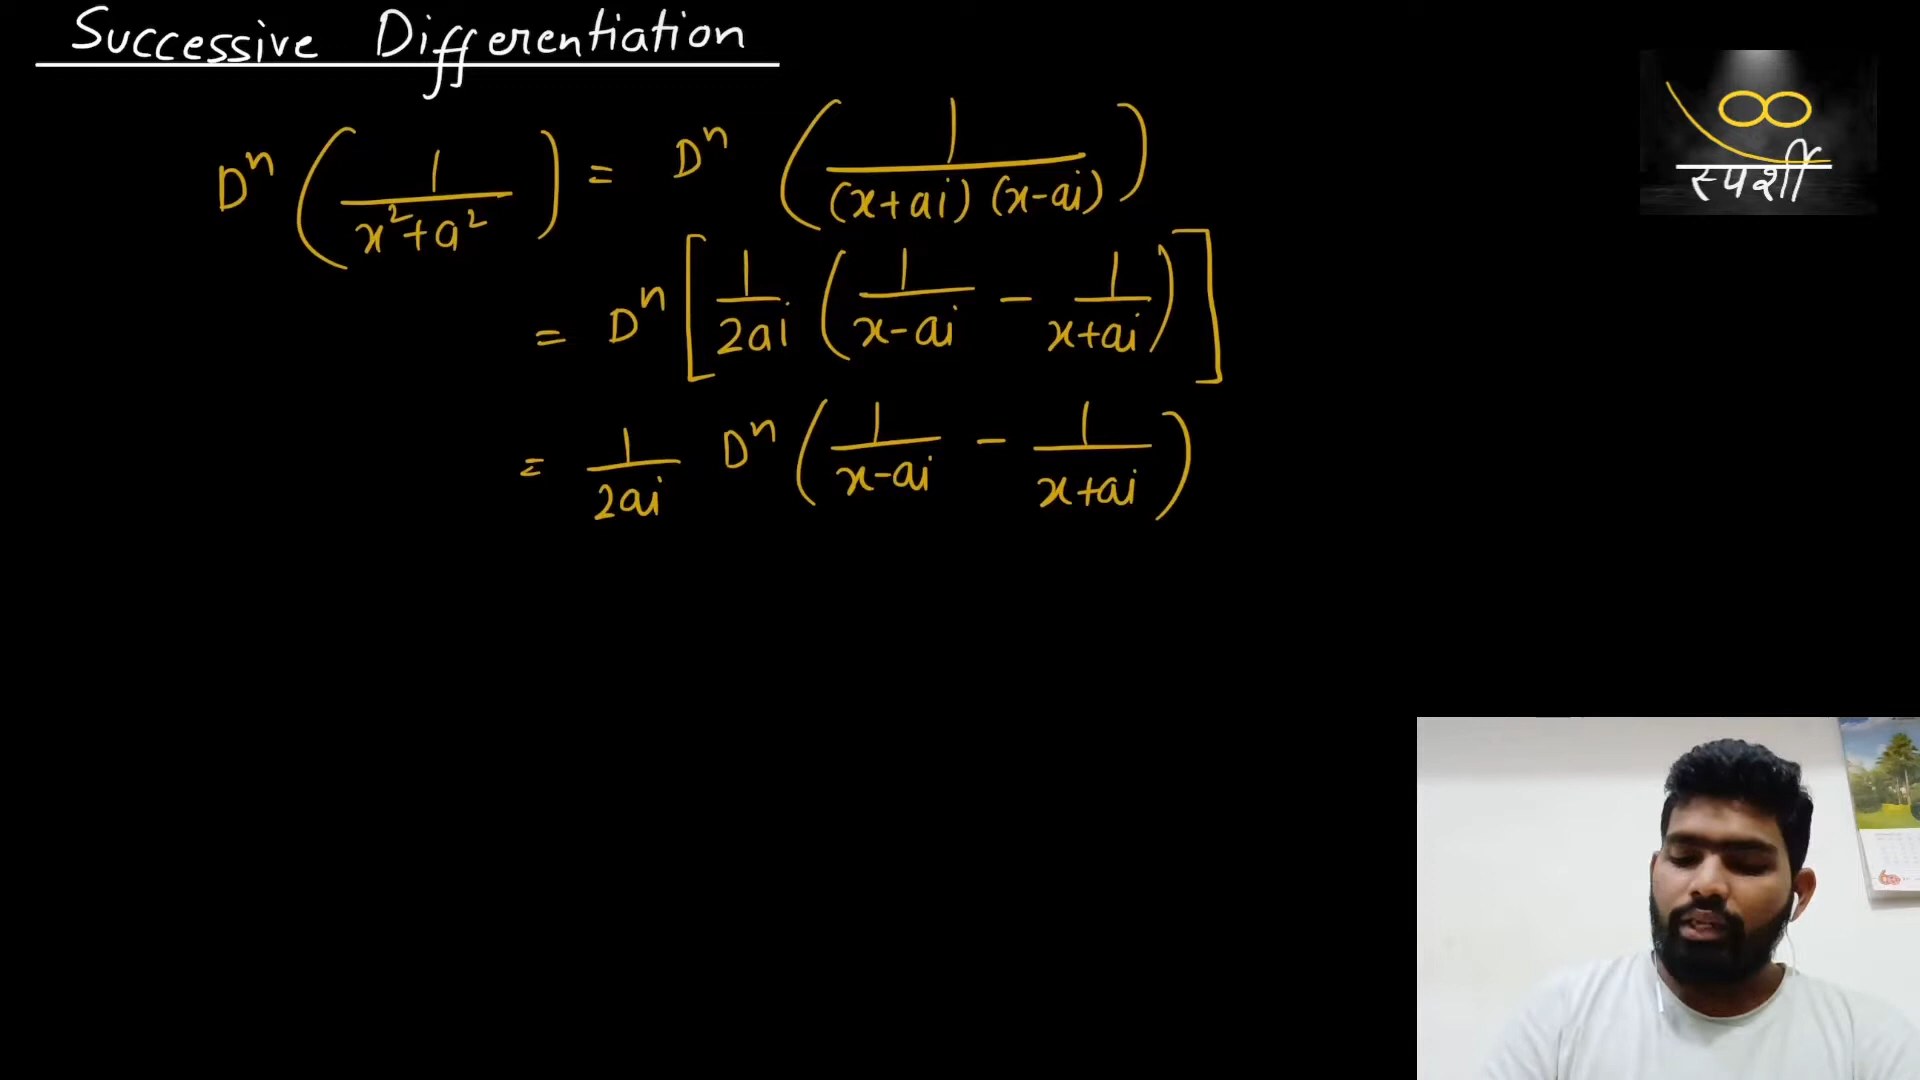 Successive Differentiation
Dⁿ (1/(x²+a²)) = Dⁿ (1/((x+ai) (x-ai)))
= Dⁿ [1/(2ai) (1/(x-ai) - 1/(x+ai))]
= 1/(2ai) Dⁿ (1/(x-ai) - 1/(x+ai))
स्पर्शी